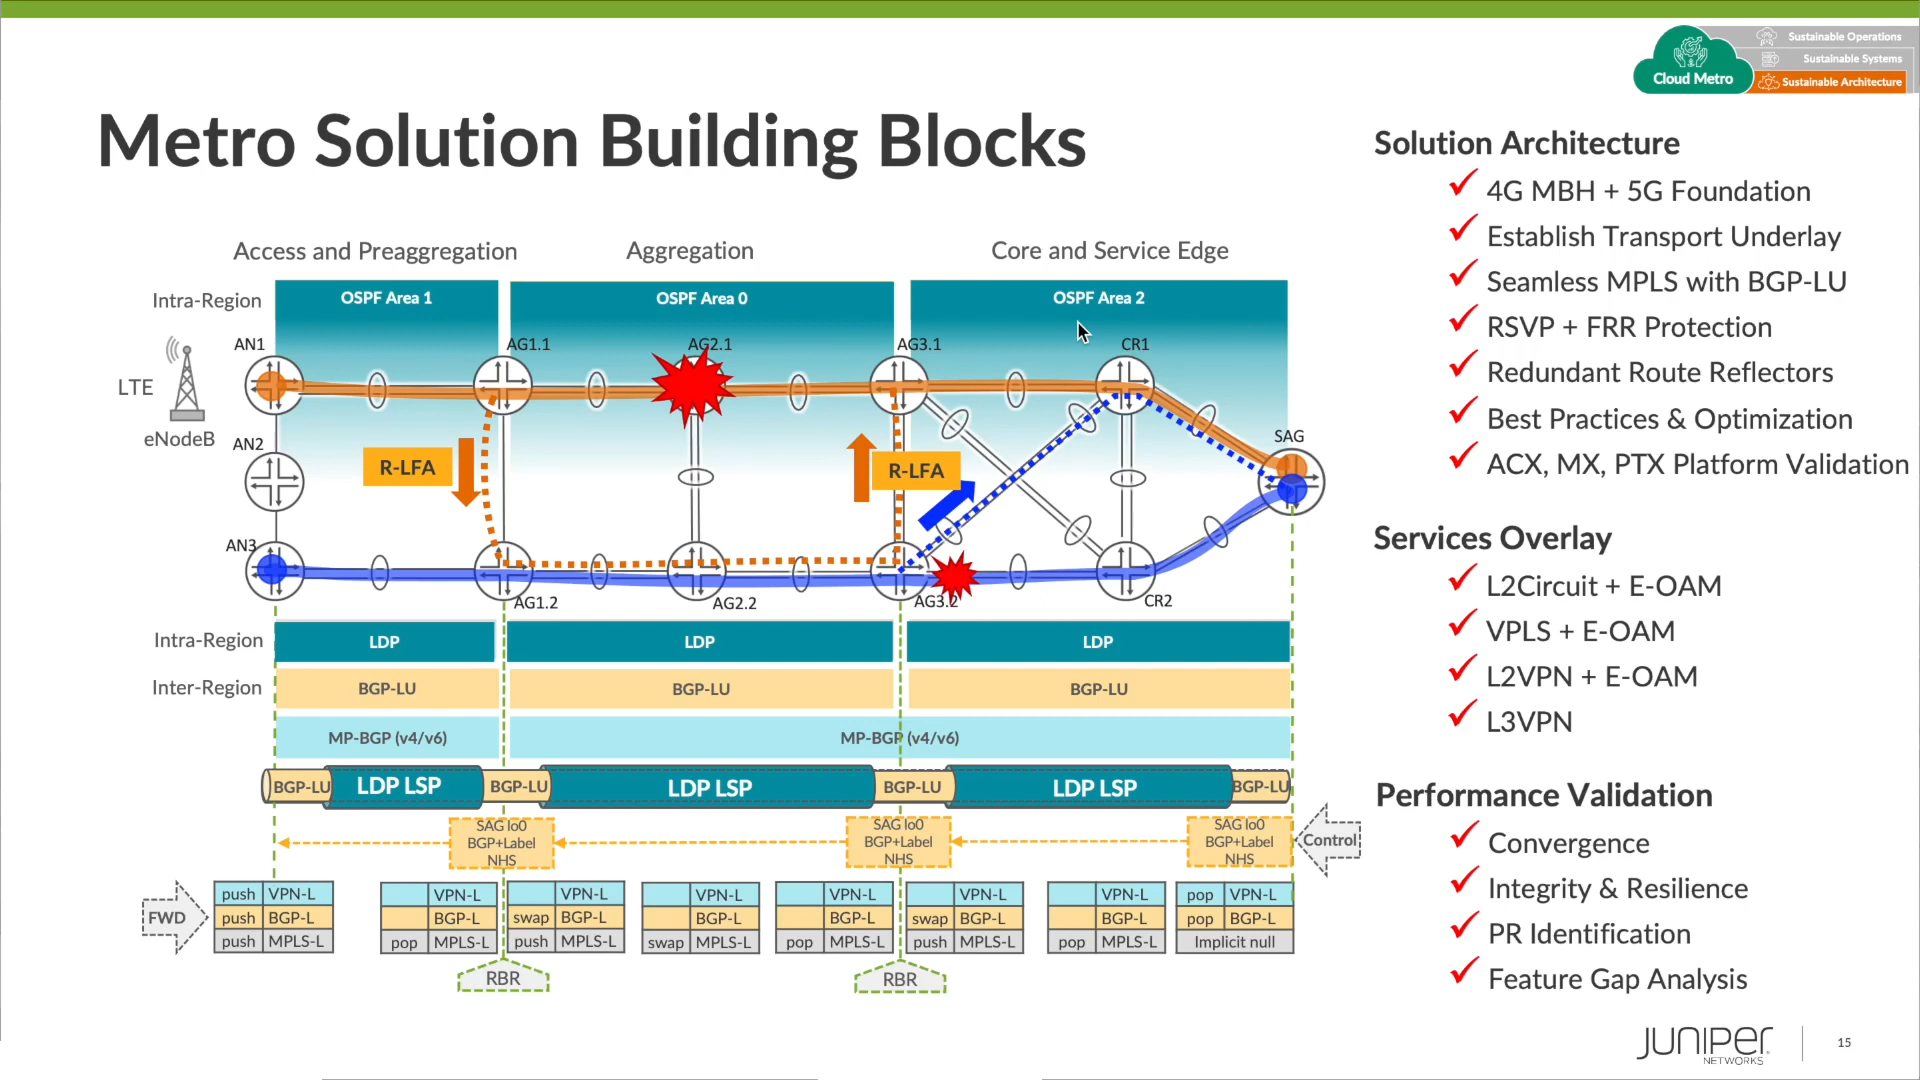 Sustainable Operations
Sustainable Systems
Sustainable Architecture
Cloud Metro
Metro Solution Building Blocks
Access and Preaggregation
Aggregation
Core and Service Edge
Intra-Region
OSPF Area 1
OSPF Area 0
OSPF Area 2
AN1
AG1.1
AG2.1
AG3.1
CR1
LTE
eNodeB
AN2
SAG
R-LFA
R-LFA
AN3
AG1.2
AG2.2
AG3.2
CR2
Intra-Region
LDP
LDP
LDP
Inter-Region
BGP-LU
BGP-LU
BGP-LU
MP-BGP (v4/v6)
MP-BGP (v4/v6)
BGP-LU
LDP LSP
BGP-LU
LDP LSP
BGP-LU
LDP LSP
BGP-LU
SAG lo0
BGP+Label
NHS
SAG lo0
BGP+Label
NHS
SAG lo0
BGP+Label
NHS
Control
FWD
push VPN-L
push BGP-L
push MPLS-L
VPN-L
BGP-L
pop MPLS-L
VPN-L
swap BGP-L
push MPLS-L
VPN-L
BGP-L
swap MPLS-L
VPN-L
BGP-L
pop MPLS-L
VPN-L
swap BGP-L
push MPLS-L
VPN-L
BGP-L
pop MPLS-L
pop VPN-L
pop BGP-L
Implicit null
RBR
RBR
Solution Architecture
4G MBH + 5G Foundation
Establish Transport Underlay
Seamless MPLS with BGP-LU
RSVP + FRR Protection
Redundant Route Reflectors
Best Practices & Optimization
ACX, MX, PTX Platform Validation
Services Overlay
L2Circuit + E-OAM
VPLS + E-OAM
L2VPN + E-OAM
L3VPN
Performance Validation
Convergence
Integrity & Resilience
PR Identification
Feature Gap Analysis
JUNIPER
NETWORKS
15